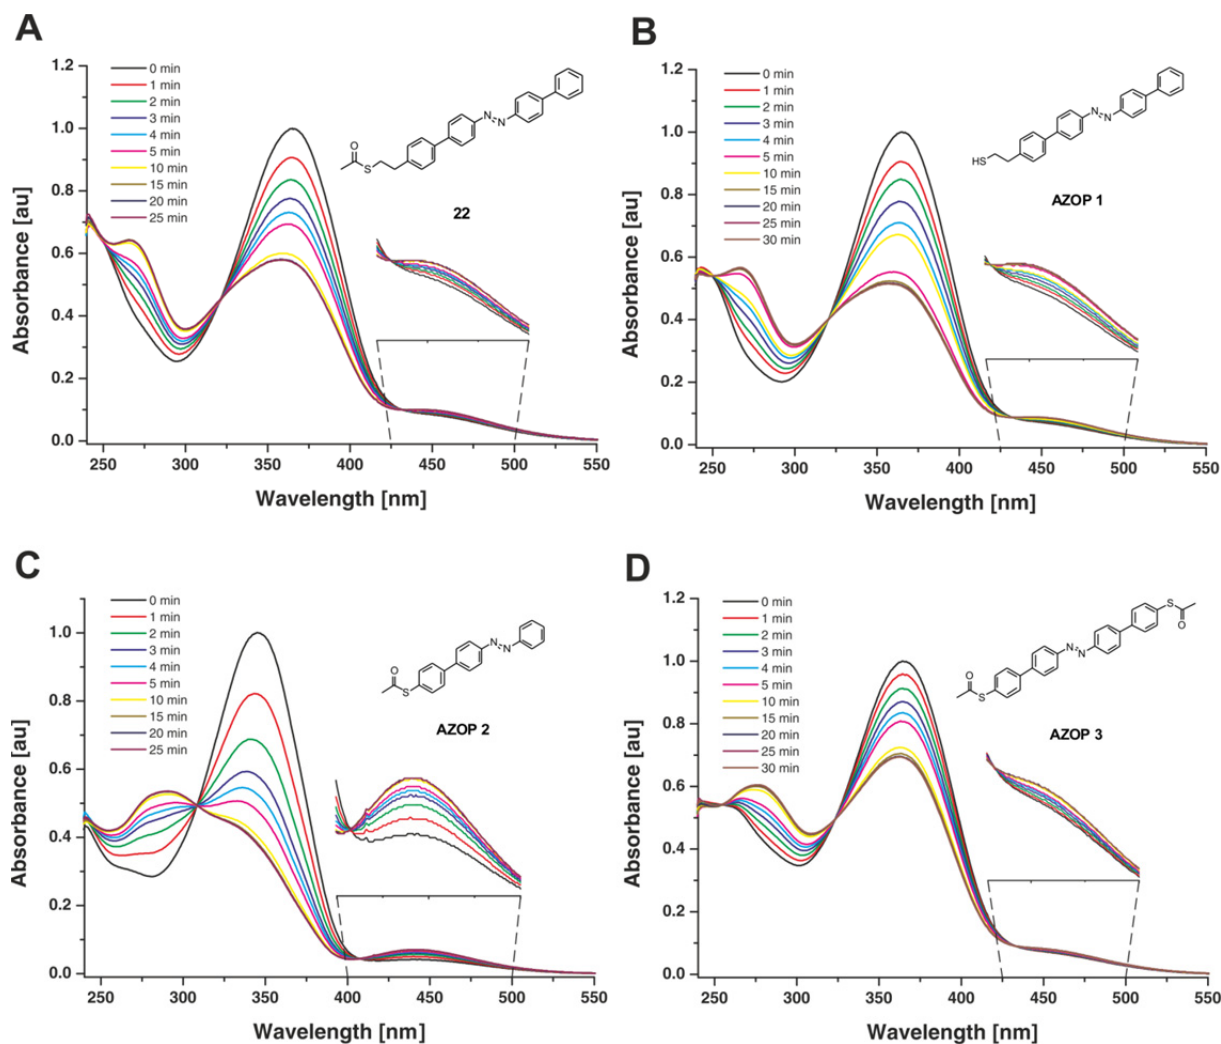 A
1.2
1.0
0.8
0.6
0.4
0.2
0.0
Absorbance [au]
0 min
1 min
2 min
3 min
4 min
5 min
10 min
15 min
20 min
25 min
O
S
N
N
22
250 300 350 400 450 500 550
Wavelength [nm]
B
1.2
1.0
0.8
0.6
0.4
0.2
0.0
Absorbance [au]
0 min
1 min
2 min
3 min
4 min
5 min
10 min
15 min
20 min
25 min
30 min
HS
N
N
AZOP 1
250 300 350 400 450 500 550
Wavelength [nm]
C
1.0
0.8
0.6
0.4
0.2
0.0
Absorbance [au]
0 min
1 min
2 min
3 min
4 min
5 min
10 min
15 min
20 min
25 min
O
S
N
N
AZOP 2
250 300 350 400 450 500 550
Wavelength [nm]
D
1.2
1.0
0.8
0.6
0.4
0.2
0.0
Absorbance [au]
0 min
1 min
2 min
3 min
4 min
5 min
10 min
15 min
20 min
25 min
30 min
S
O
N
N
O
S
AZOP 3
250 300 350 400 450 500 550
Wavelength [nm]